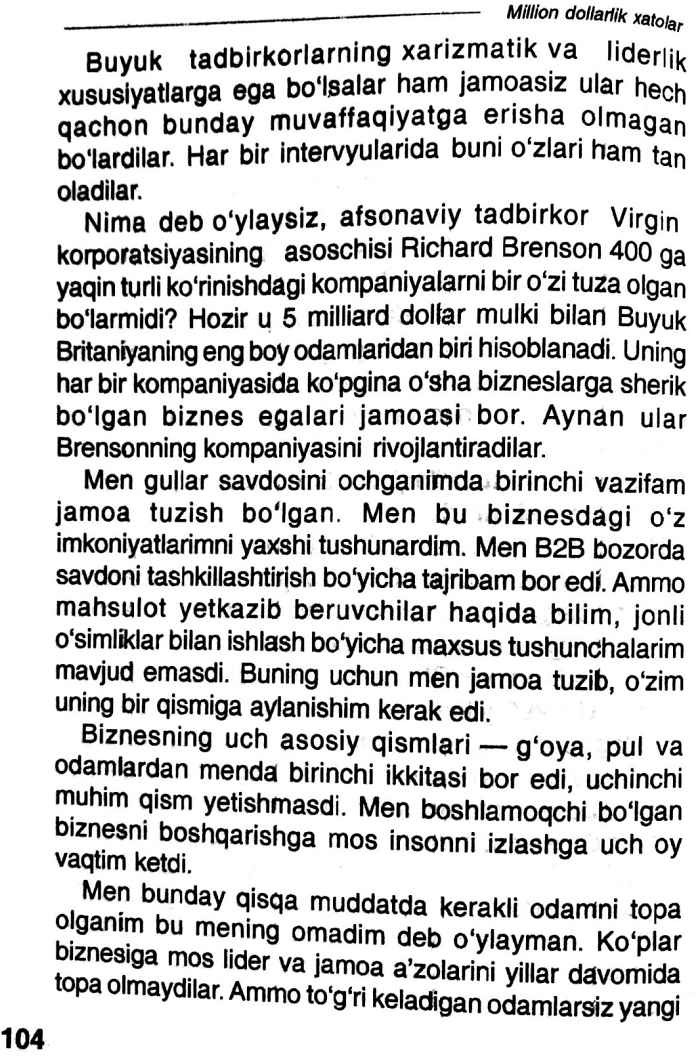 Million dollarlik xatolar
Buyuk tadbirkorlarning xarizmatik va liderlik
xususiyatlarga ega bo‘lsalar ham jamoasiz ular hech
qachon bunday muvaffaqiyatga erisha olmagan
bo‘lardilar. Har bir intervyularida buni o‘zlari ham tan
oladilar.
Nima deb o‘ylaysiz, afsonaviy tadbirkor Virgin
korporatsiyasining asoschisi Richard Brenson 400 ga
yaqin turli ko‘rinishdagi kompaniyalarni bir o‘zi tuza olgan
bo‘larmidi? Hozir u 5 milliard dollar mulki bilan Buyuk
Britaniyaning eng boy odamlaridan biri hisoblanadi. Uning
har bir kompaniyasida ko‘pgina o‘sha bizneslarga sherik
bo‘lgan biznes egalari jamoasi bor. Aynan ular
Brensonning kompaniyasini rivojlantiradilar.
Men gullar savdosini ochganimda birinchi vazifam
jamoa tuzish bo‘lgan. Men bu biznesdagi o‘z
imkoniyatlarimni yaxshi tushunardim. Men B2B bozorda
savdoni tashkillashtirish bo‘yicha tajribam bor edi. Ammo
mahsulot yetkazib beruvchilar haqida bilim, jonli
o‘simliklar bilan ishlash bo‘yicha maxsus tushunchalarim
mavjud emasdi. Buning uchun men jamoa tuzib, o‘zim
uning bir qismiga aylanishim kerak edi.
Biznesning uch asosiy qismlari — g‘oya, pul va
odamlardan menda birinchi ikkitasi bor edi, uchinchi
muhim qism yetishmasdi. Men boshlamoqchi bo‘lgan
biznesni boshqarishga mos insonni izlashga uch oy
vaqtim ketdi.
Men bunday qisqa muddatda kerakli odamni topa
olganim bu mening omadim deb o‘ylayman. Ko‘plar
biznesiga mos lider va jamoa a’zolarini yillar davomida
topa olmaydilar. Ammo to‘g‘ri keladigan odamlarsiz yangi
104